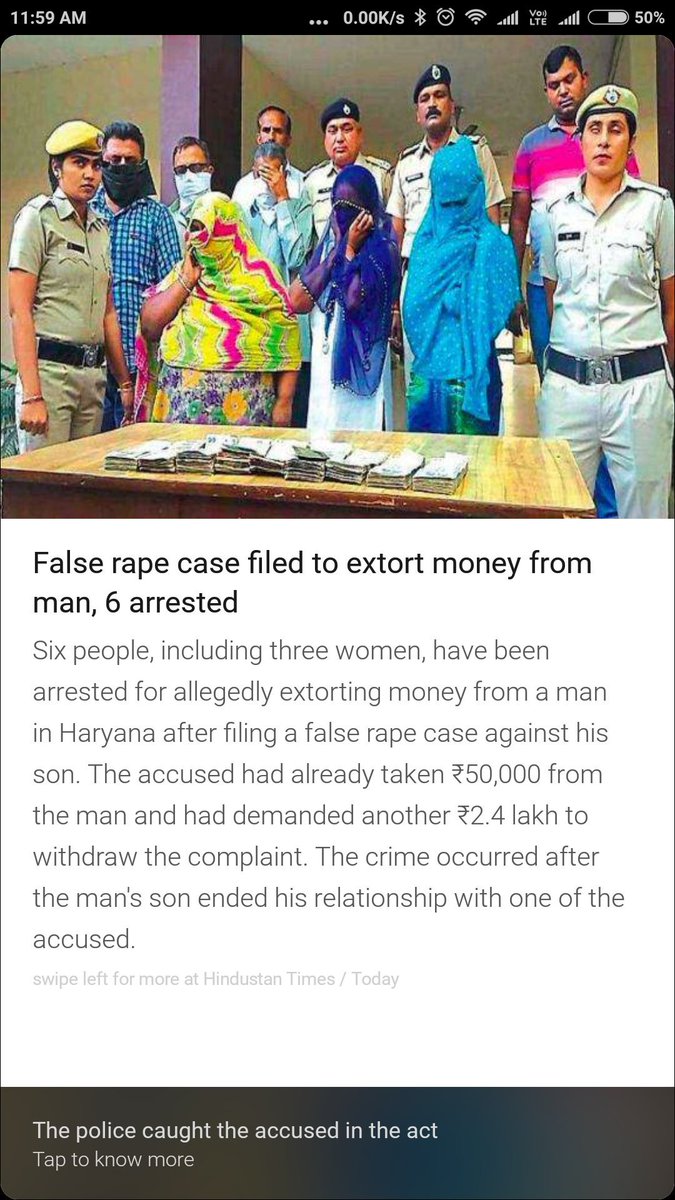 11:59 AM ... 0.00K/s Vo) LTE 50%
False rape case filed to extort money from
man, 6 arrested
Six people, including three women, have been
arrested for allegedly extorting money from a man
in Haryana after filing a false rape case against his
son. The accused had already taken ₹50,000 from
the man and had demanded another ₹2.4 lakh to
withdraw the complaint. The crime occurred after
the man's son ended his relationship with one of the
accused.
swipe left for more at Hindustan Times / Today
The police caught the accused in the act
Tap to know more